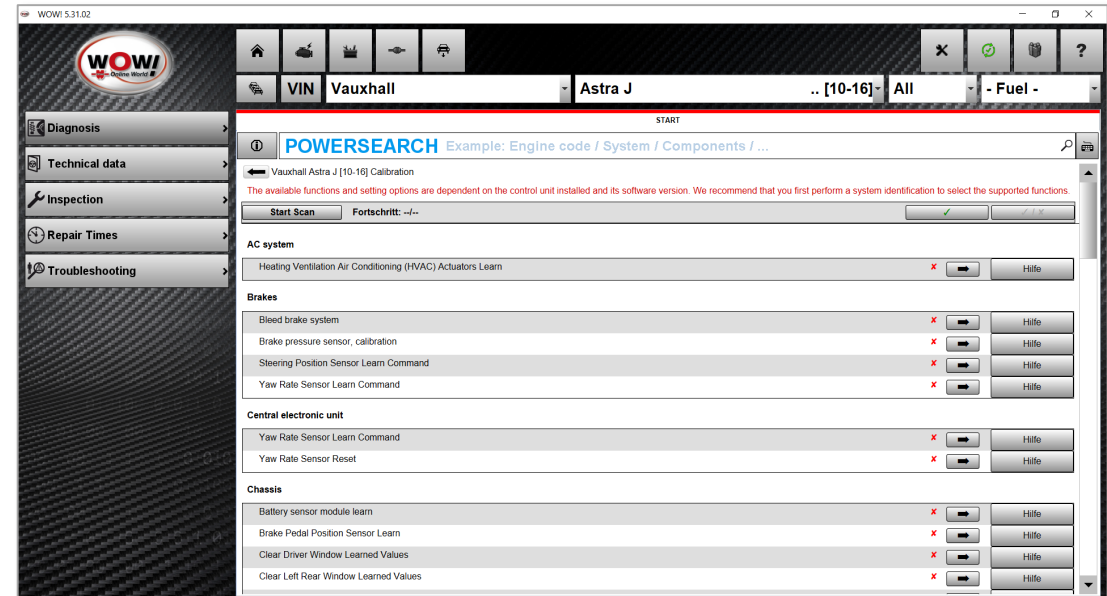 WOW! 5.31.02
WOW!
Online World
VIN Vauxhall Astra J .. [10-16] All - Fuel -
?
START
Diagnosis
Technical data
Inspection
Repair Times
Troubleshooting
POWERSEARCH Example: Engine code / System / Components / ...
Vauxhall Astra J [10-16] Calibration
The available functions and setting options are dependent on the control unit installed and its software version. We recommend that you first perform a system identification to select the supported functions.
Start Scan Fortschritt: --/-- ✓ ✓ / x
AC system
Heating Ventilation Air Conditioning (HVAC) Actuators Learn ✘ Hilfe
Brakes
Bleed brake system ✘ Hilfe
Brake pressure sensor, calibration ✘ Hilfe
Steering Position Sensor Learn Command ✘ Hilfe
Yaw Rate Sensor Learn Command ✘ Hilfe
Central electronic unit
Yaw Rate Sensor Learn Command ✘ Hilfe
Yaw Rate Sensor Reset ✘ Hilfe
Chassis
Battery sensor module learn ✘ Hilfe
Brake Pedal Position Sensor Learn ✘ Hilfe
Clear Driver Window Learned Values ✘ Hilfe
Clear Left Rear Window Learned Values ✘ Hilfe